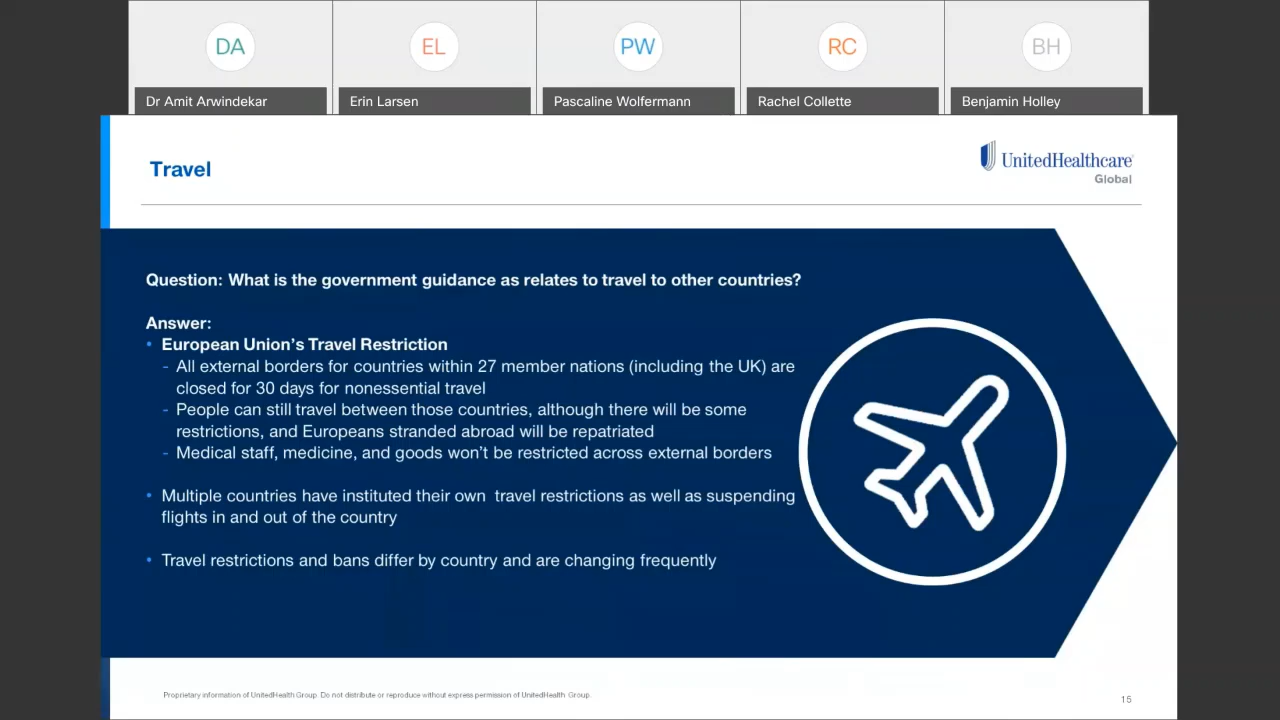 DA
EL
PW
RC
BH
Dr Amit Arwindekar
Erin Larsen
Pascaline Wolfermann
Rachel Collette
Benjamin Holley
Travel
UnitedHealthcare
Global
Question: What is the government guidance as relates to travel to other countries?
Answer:
• European Union's Travel Restriction
- All external borders for countries within 27 member nations (including the UK) are
closed for 30 days for nonessential travel
- People can still travel between those countries, although there will be some
restrictions, and Europeans stranded abroad will be repatriated
- Medical staff, medicine, and goods won't be restricted across external borders
• Multiple countries have instituted their own  travel restrictions as well as suspending
flights in and out of the country
• Travel restrictions and bans differ by country and are changing frequently
Proprietary information of UnitedHealth Group. Do not distribute or reproduce without express permission of UnitedHealth Group.
15